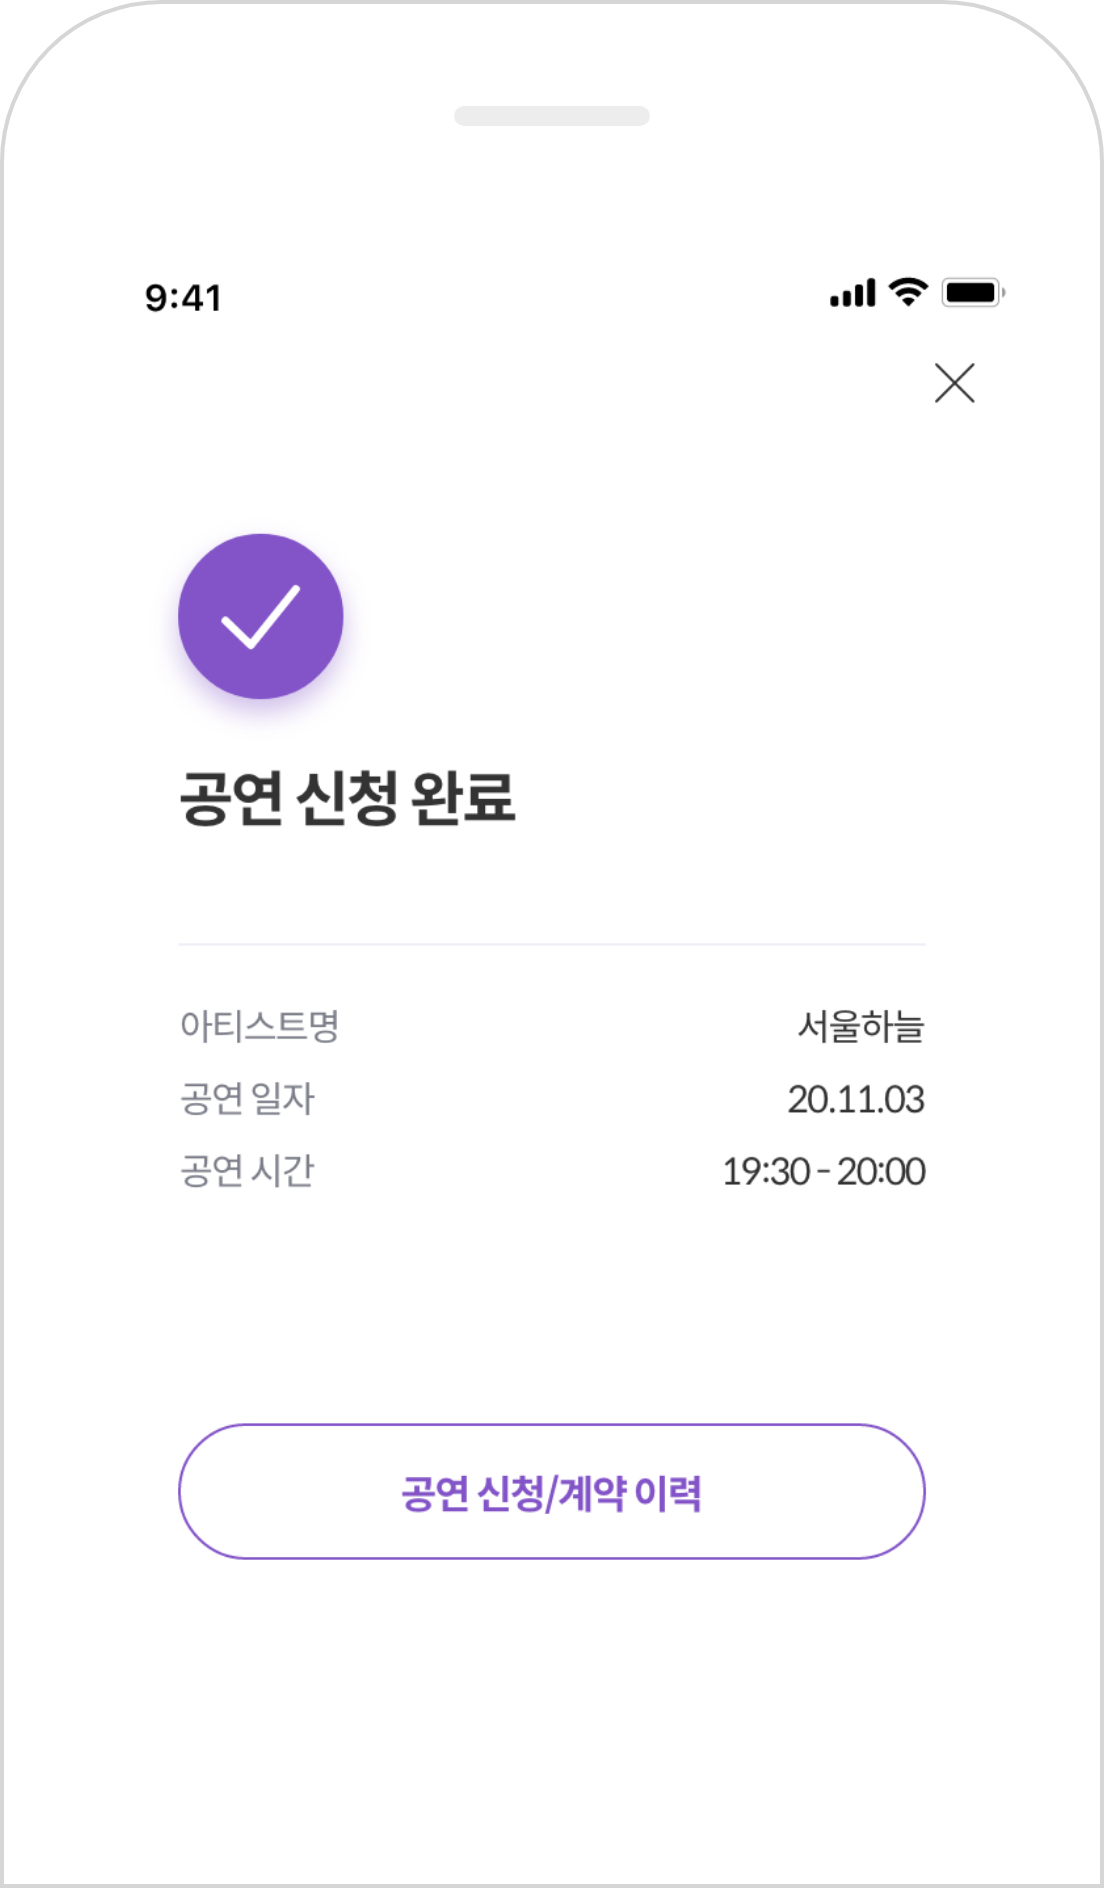 9:41
공연 신청 완료
아티스트명 서울하늘
공연 일자 20.11.03
공연 시간 19:30 - 20:00
공연 신청/계약 이력